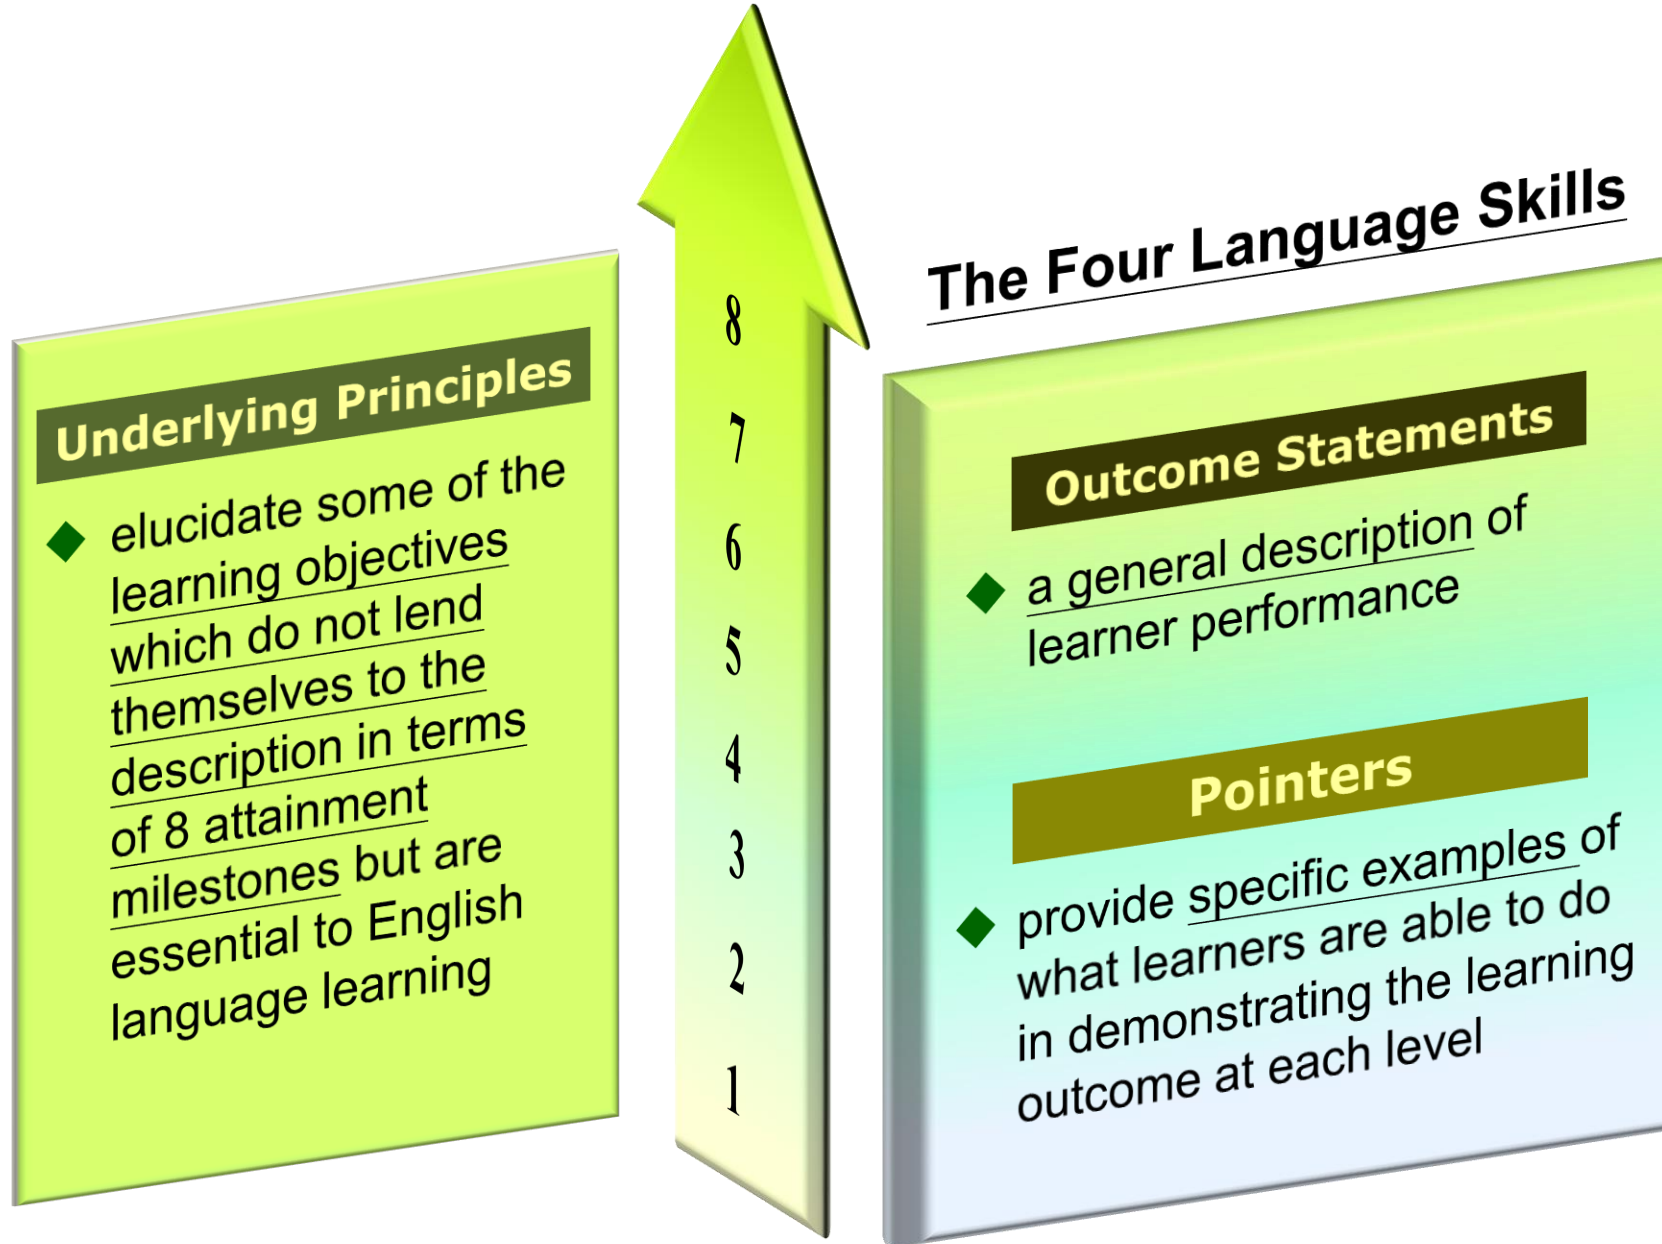 Underlying Principles
elucidate some of the
learning objectives
which do not lend
themselves to the
description in terms
of 8 attainment
milestones but are
essential to English
language learning
8
7
6
5
4
3
2
1
The Four Language Skills
Outcome Statements
a general description of
learner performance
Pointers
provide specific examples of
what learners are able to do
in demonstrating the learning
outcome at each level